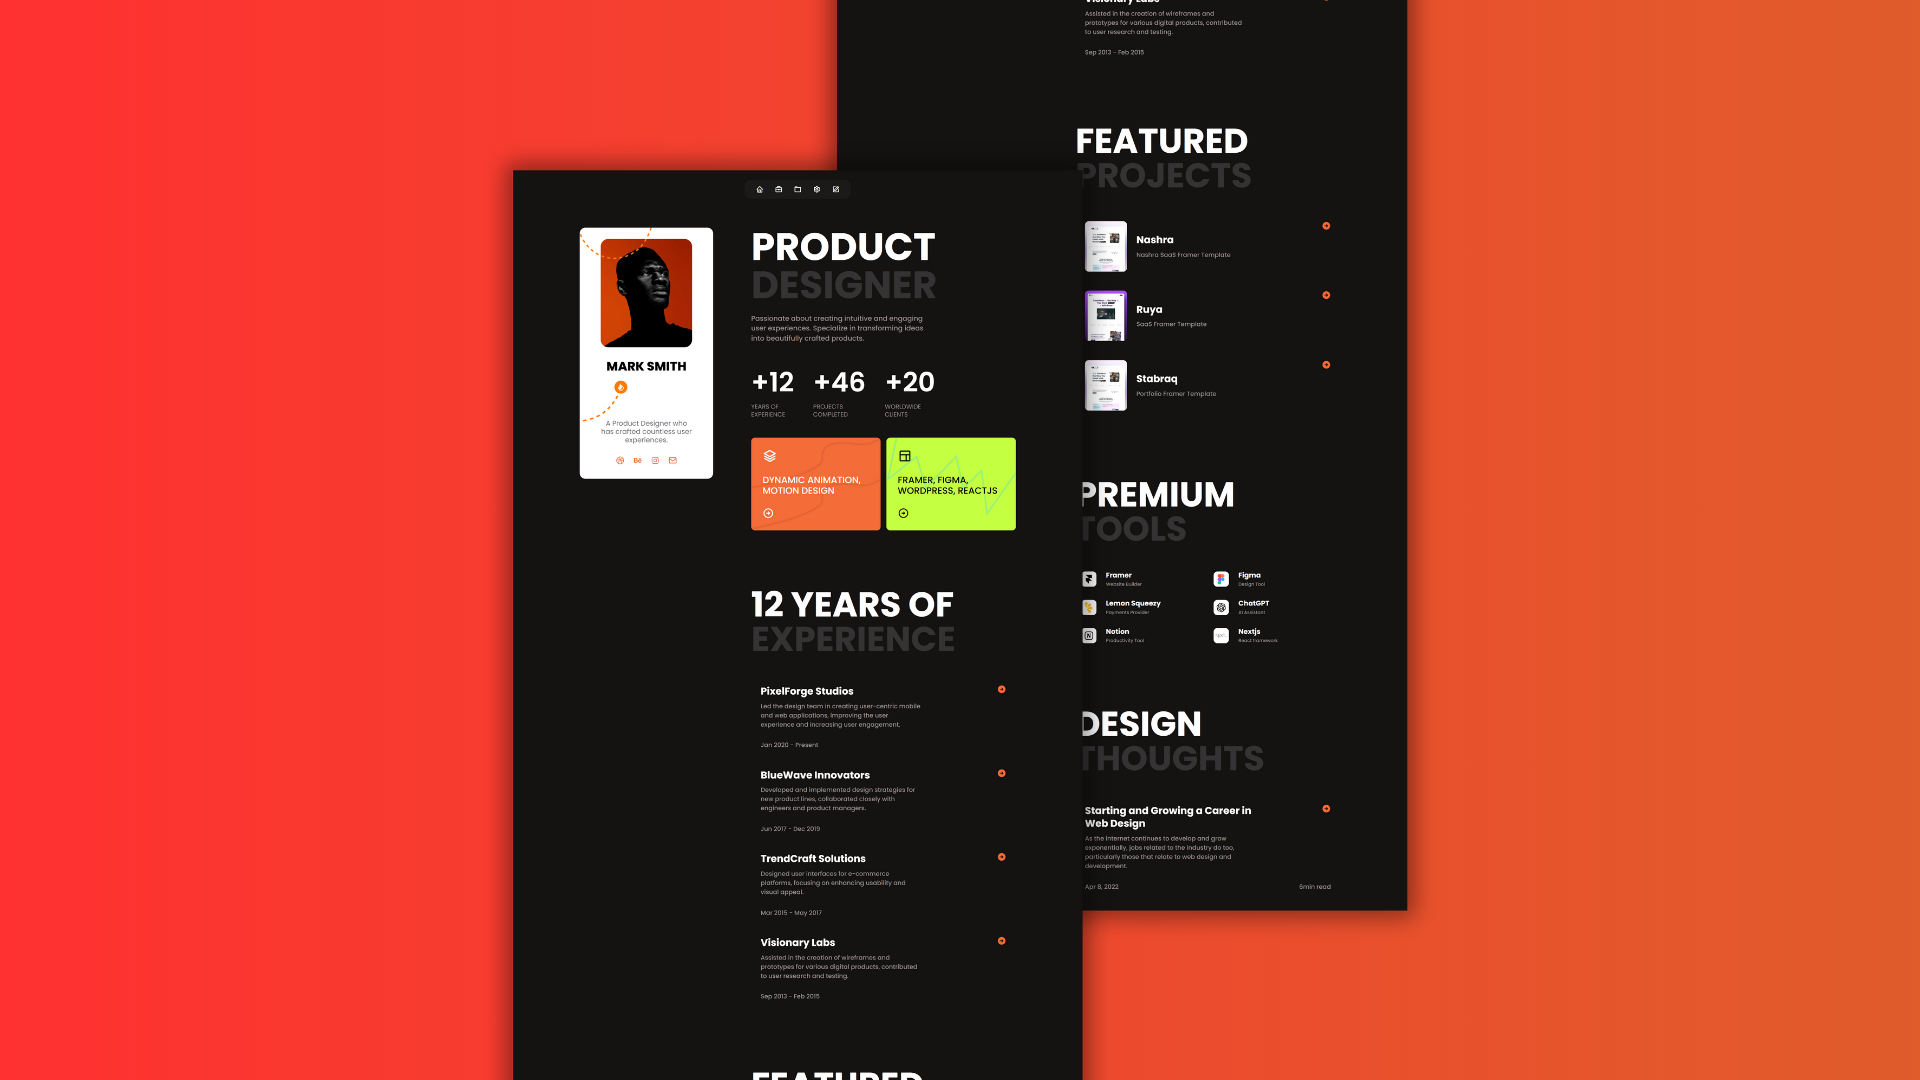 PRODUCT
DESIGNER
Passionate about creating intuitive and engaging
user experiences. Specialize in transforming ideas
into beautifully crafted products.
MARK SMITH
A Product Designer who
has crafted countless user
experiences.
Bē
+12
+46
+20
YEARS OF
EXPERIENCE
PROJECTS
COMPLETED
WORLDWIDE
CLIENTS
DYNAMIC ANIMATION,
MOTION DESIGN
FRAMER, FIGMA,
WORDPRESS, REACTJS
12 YEARS OF
EXPERIENCE
PixelForge Studios
Led the design team in creating user-centric mobile
and web applications, improving the user
experience and increasing user engagement.
Jan 2020 - Present
BlueWave Innovators
Developed and implemented design strategies for
new product lines, collaborated closely with
engineers and product managers.
Jun 2017 - Dec 2019
TrendCraft Solutions
Designed user interfaces for e-commerce
platforms, focusing on enhancing usability and
visual appeal.
Mar 2015 - May 2017
Visionary Labs
Assisted in the creation of wireframes and
prototypes for various digital products, contributed
to user research and testing.
Sep 2013 - Feb 2015
FEATURED
Visionary Labs
Assisted in the creation of wireframes and
prototypes for various digital products, contributed
to user research and testing.
Sep 2013 - Feb 2015
FEATURED
PROJECTS
Nashra
Nashra SaaS Framer Template
Ruya
SaaS Framer Template
Stabraq
Portfolio Framer Template
PREMIUM
TOOLS
Framer
Website Builder
Figma
Design Tool
Lemon Squeezy
Payments Provider
ChatGPT
AI Assistant
Notion
Productivity Tool
Nextjs
React framework
DESIGN
THOUGHTS
Starting and Growing a Career in
Web Design
As the internet continues to develop and grow
exponentially, jobs related to the industry do too,
particularly those that relate to web design and
development.
Apr 8, 2022
6min read